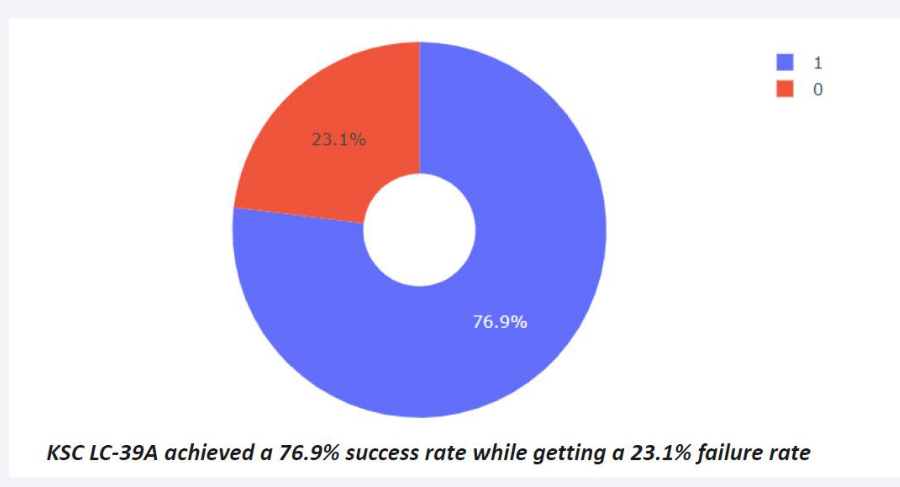 1
0
23.1%
76.9%
KSC LC-39A achieved a 76.9% success rate while getting a 23.1% failure rate